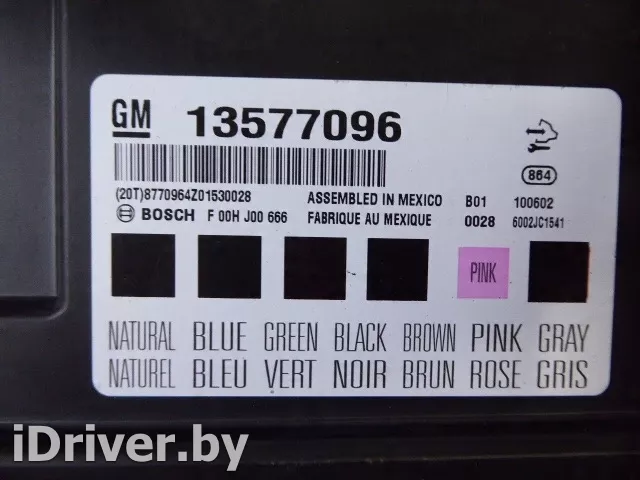 GM 13577096
864
(20T)8770964Z01530028 ASSEMBLED IN MEXICO B01 100602
BOSCH F 00H J00 666 FABRIQUE AU MEXIQUE 0028 6002JC1541
PINK
NATURAL BLUE GREEN BLACK BROWN PINK GRAY
NATUREL BLEU VERT NOIR BRUN ROSE GRIS
iDriver.by